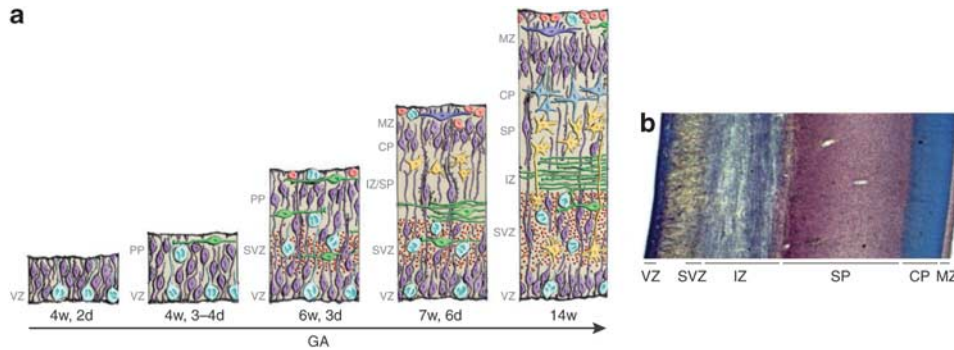 a
VZ
4w, 2d
PP
VZ
4w, 3–4d
PP
SVZ
VZ
6w, 3d
MZ
CP
IZ/SP
SVZ
VZ
7w, 6d
MZ
CP
SP
IZ
SVZ
VZ
14w
GA
b
VZ SVZ IZ SP CP MZ